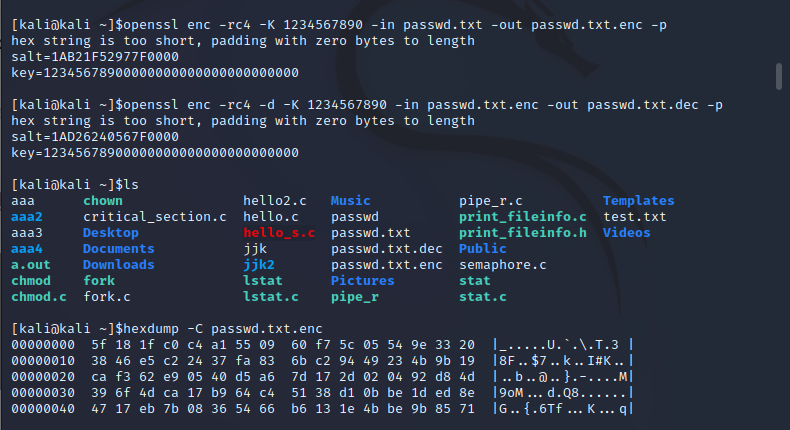 [kali@kali ~]$openssl enc -rc4 -K 1234567890 -in passwd.txt -out passwd.txt.enc -p
hex string is too short, padding with zero bytes to length
salt=1AB21F52977F0000
key=12345678900000000000000000000000
[kali@kali ~]$openssl enc -rc4 -d -K 1234567890 -in passwd.txt.enc -out passwd.txt.dec -p
hex string is too short, padding with zero bytes to length
salt=1AD26240567F0000
key=12345678900000000000000000000000
[kali@kali ~]$ls
aaa chown hello2.c Music pipe_r.c Templates
aaa2 critical_section.c hello.c passwd print_fileinfo.c test.txt
aaa3 Desktop hello_s.c passwd.txt print_fileinfo.h Videos
aaa4 Documents jjk passwd.txt.dec Public
a.out Downloads jjk2 passwd.txt.enc semaphore.c
chmod fork lstat Pictures stat
chmod.c fork.c lstat.c pipe_r stat.c
[kali@kali ~]$hexdump -C passwd.txt.enc
00000000 5f 18 1f c0 c4 a1 55 09 60 f7 5c 05 54 9e 33 20 |_.....U.`.\.T.3 |
00000010 38 46 e5 c2 24 37 fa 83 6b c2 94 49 23 4b 9b 19 |8F..$7..k..I#K..|
00000020 ca f3 62 e9 05 40 d5 a6 7d 17 2d 02 04 92 d8 4d |..b..@..}.-....M|
00000030 39 6f 4d ca 17 b9 64 c4 51 38 d1 0b be 1d ed 8e |9oM...d.Q8......|
00000040 47 17 eb 7b 08 36 54 66 b6 13 1e 4b be 9b 85 71 |G..{.6Tf...K...q|